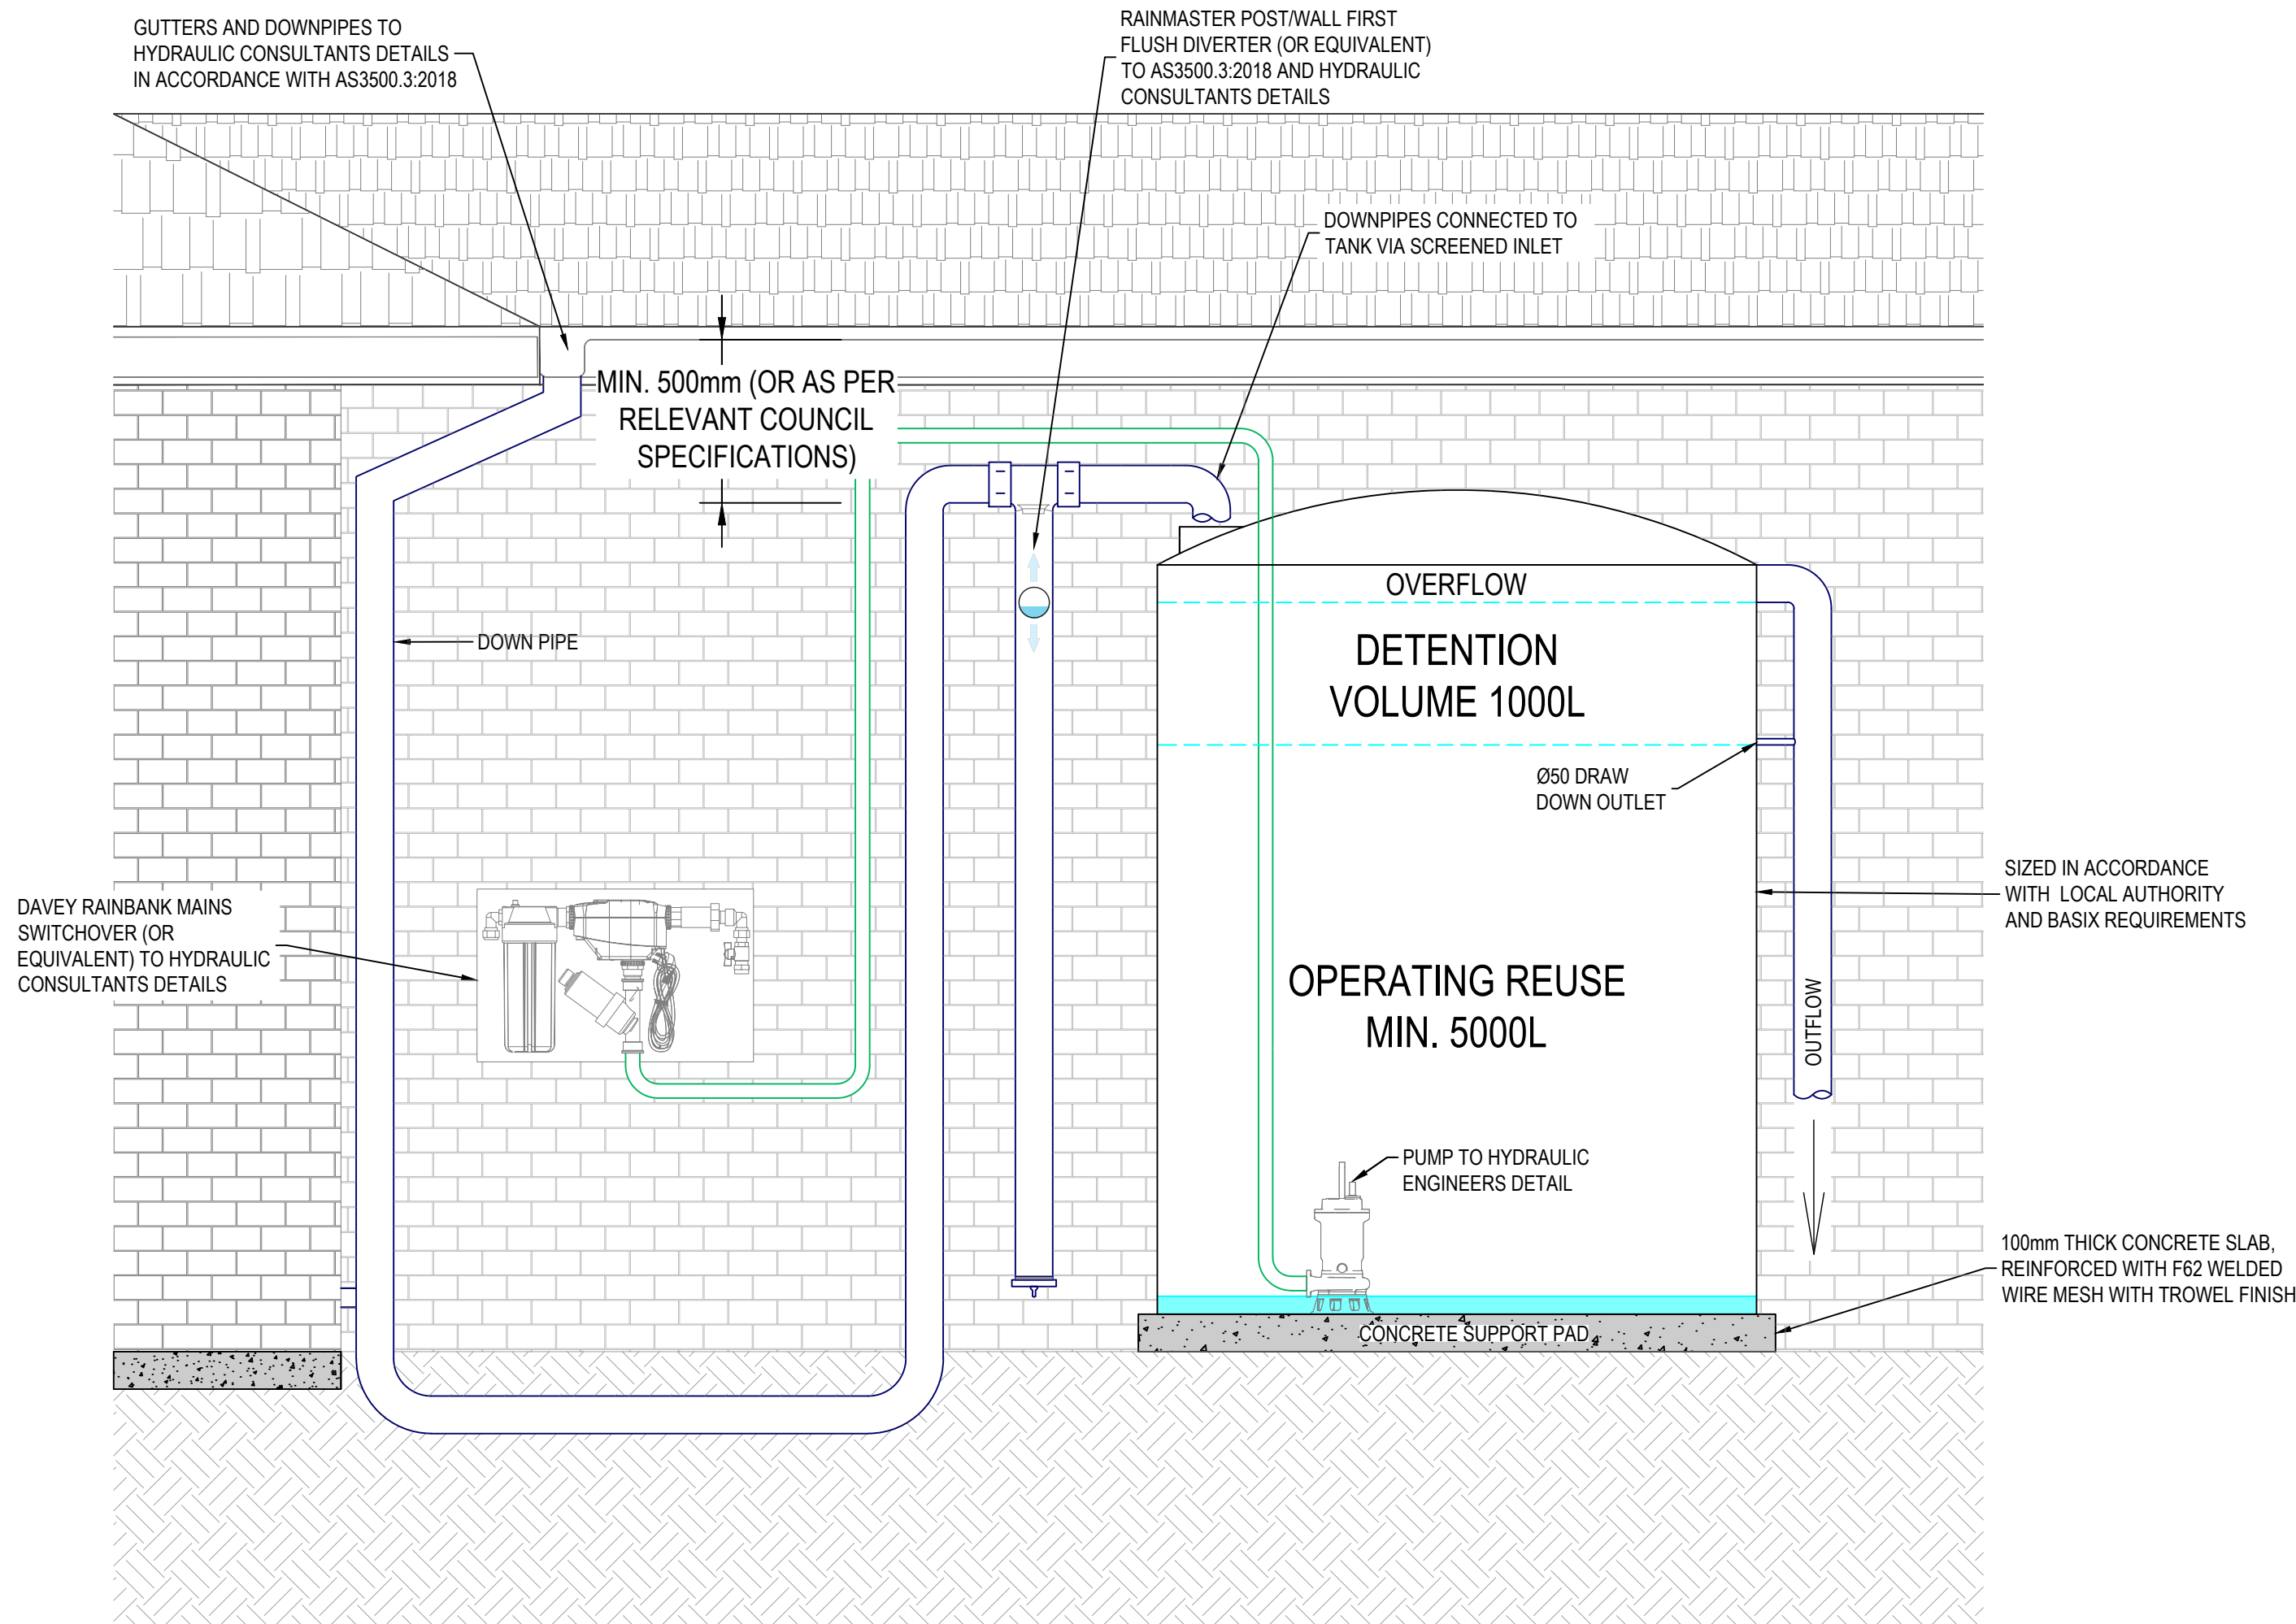 GUTTERS AND DOWNPIPES TO
HYDRAULIC CONSULTANTS DETAILS
IN ACCORDANCE WITH AS3500.3:2018
RAINMASTER POST/WALL FIRST
FLUSH DIVERTER (OR EQUIVALENT)
TO AS3500.3:2018 AND HYDRAULIC
CONSULTANTS DETAILS
DOWNPIPES CONNECTED TO
TANK VIA SCREENED INLET
MIN. 500mm (OR AS PER
RELEVANT COUNCIL
SPECIFICATIONS)
OVERFLOW
DETENTION
VOLUME 1000L
DOWN PIPE
Ø50 DRAW
DOWN OUTLET
SIZED IN ACCORDANCE
WITH LOCAL AUTHORITY
AND BASIX REQUIREMENTS
DAVEY RAINBANK MAINS
SWITCHOVER (OR
EQUIVALENT) TO HYDRAULIC
CONSULTANTS DETAILS
OPERATING REUSE
MIN. 5000L
OUTFLOW
PUMP TO HYDRAULIC
ENGINEERS DETAIL
100mm THICK CONCRETE SLAB,
REINFORCED WITH F62 WELDED
WIRE MESH WITH TROWEL FINISH
CONCRETE SUPPORT PAD